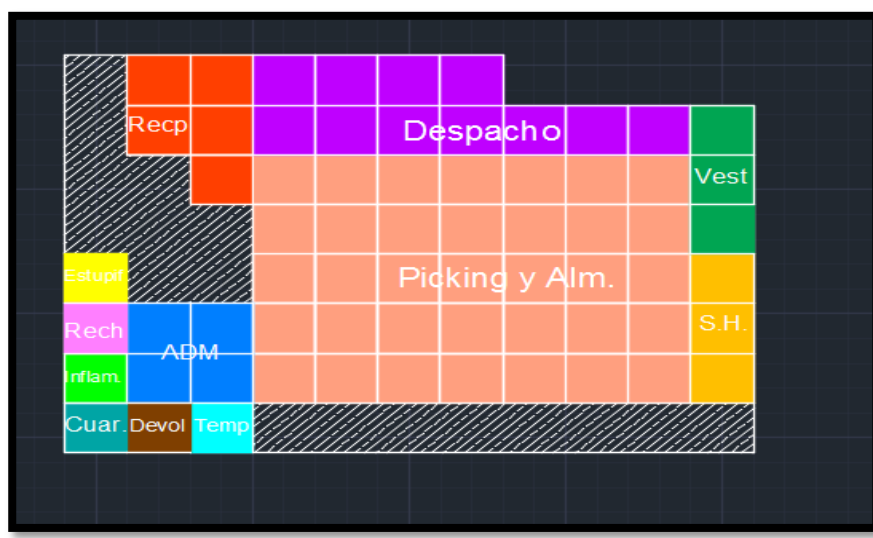 Recp
Despacho
Vest
Estupif
Picking y Alm.
Rech
ADM
S.H.
Inflam.
Cuar.
Devol
Temp